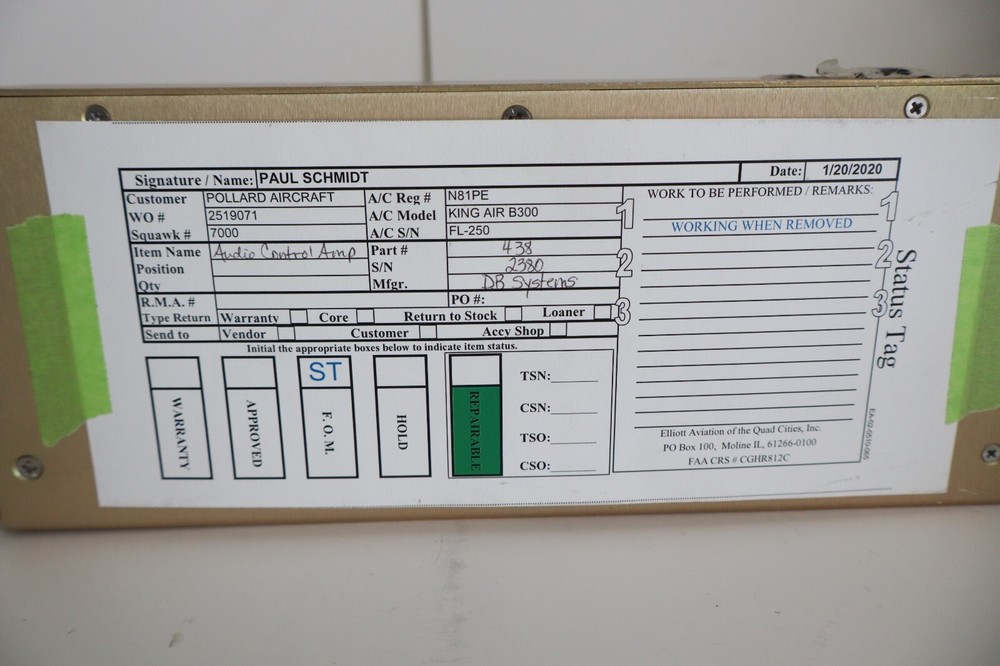 Signature / Name: PAUL SCHMIDT Date: 1/20/2020
Customer POLLARD AIRCRAFT A/C Reg # N81PE
WO # 2519071 A/C Model KING AIR B300
Squawk # 7000 A/C S/N FL-250
Item Name Audio Control Amp Part # 438
Position S/N 2380
Qty Mfgr. DB Systems
R.M.A. # PO #:
Type Return Warranty Core Return to Stock Loaner
Send to Vendor Customer Accy Shop
Initial the appropriate boxes below to indicate item status.
WARRANTY
APPROVED
ST
F.O.M.
HOLD
REPAIRABLE
TSN:
CSN:
TSO:
CSO:
1
2
3
WORK TO BE PERFORMED / REMARKS:
WORKING WHEN REMOVED
Elliott Aviation of the Quad Cities, Inc.
PO Box 100, Moline IL, 61266-0100
FAA CRS # CGHR812C
1
2
3
Status Tag